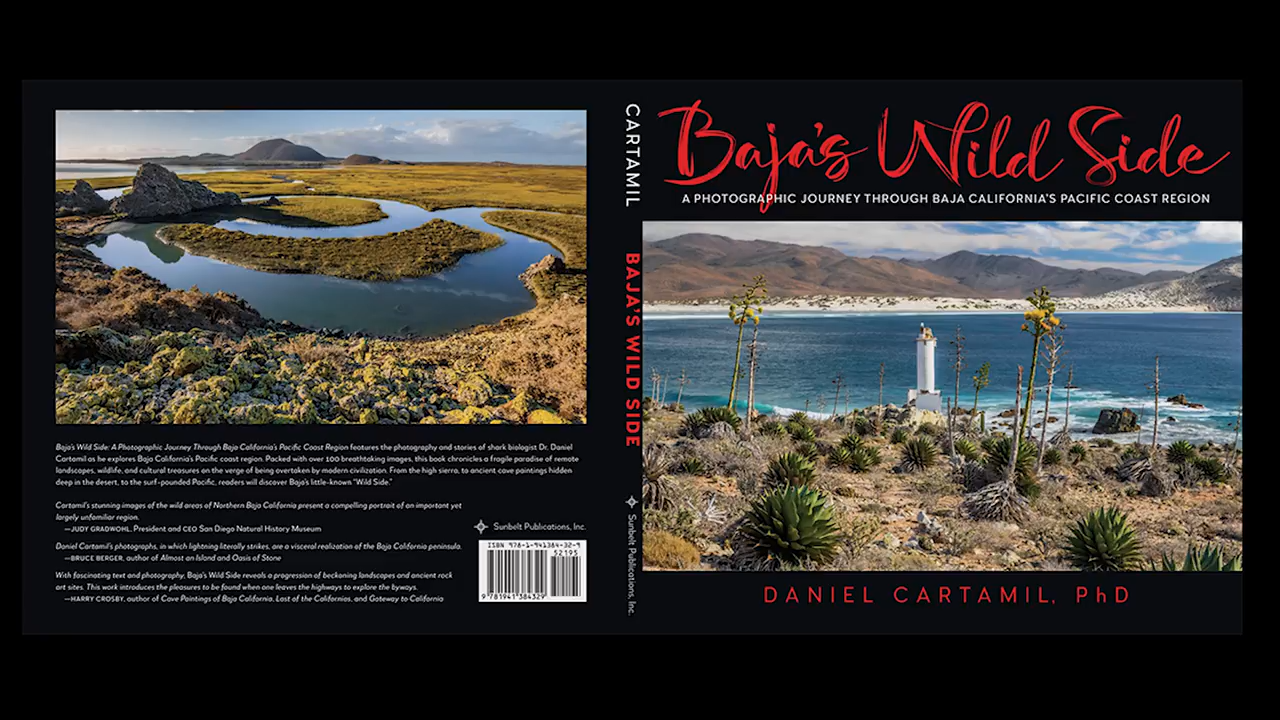 Baja's Wild Side: A Photographic Journey Through Baja California's Pacific Coast Region features the photography and stories of shark biologist Dr. Daniel
Cartamil as he explores Baja California's Pacific coast region. Packed with over 100 breathtaking images, this book chronicles a fragile paradise of remote
landscapes, wildlife, and cultural treasures on the verge of being overtaken by modern civilization. From the high sierra, to ancient cave paintings hidden
deep in the desert, to the surf-pounded Pacific, readers will discover Baja's little-known "Wild Side."
Cartamil's stunning images of the wild areas of Northern Baja California present a compelling portrait of an important yet
largely unfamiliar region.
—JUDY GRADWOHL, President and CEO San Diego Natural History Museum
Daniel Cartamil's photographs, in which lightning literally strikes, are a visceral realization of the Baja California peninsula.
—BRUCE BERGER, author of Almost an Island and Oasis of Stone
With fascinating text and photography, Baja's Wild Side reveals a progression of beckoning landscapes and ancient rock
art sites. This work introduces the pleasures to be found when one leaves the highways to explore the byways.
—HARRY CROSBY, author of Cave Paintings of Baja California, Last of the Californias, and Gateway to California
Sunbelt Publications, Inc.
ISBN 978-1-941384-32-9
52195
9 781941 384329
CARTAMIL
BAJA'S WILD SIDE
Sunbelt Publications, Inc.
Baja's Wild Side
A PHOTOGRAPHIC JOURNEY THROUGH BAJA CALIFORNIA'S PACIFIC COAST REGION
DANIEL CARTAMIL, PhD